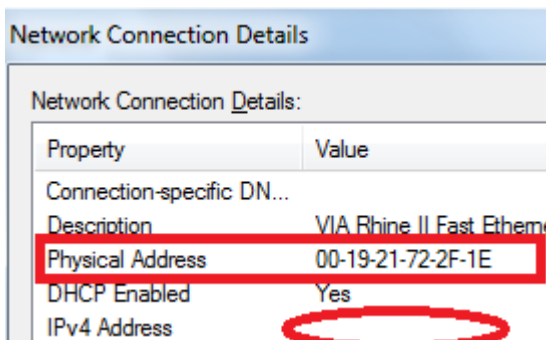 Network Connection Details
Network Connection Details:
Property Value
Connection-specific DN...
Description VIA Rhine II Fast Etherne
Physical Address 00-19-21-72-2F-1E
DHCP Enabled Yes
IPv4 Address